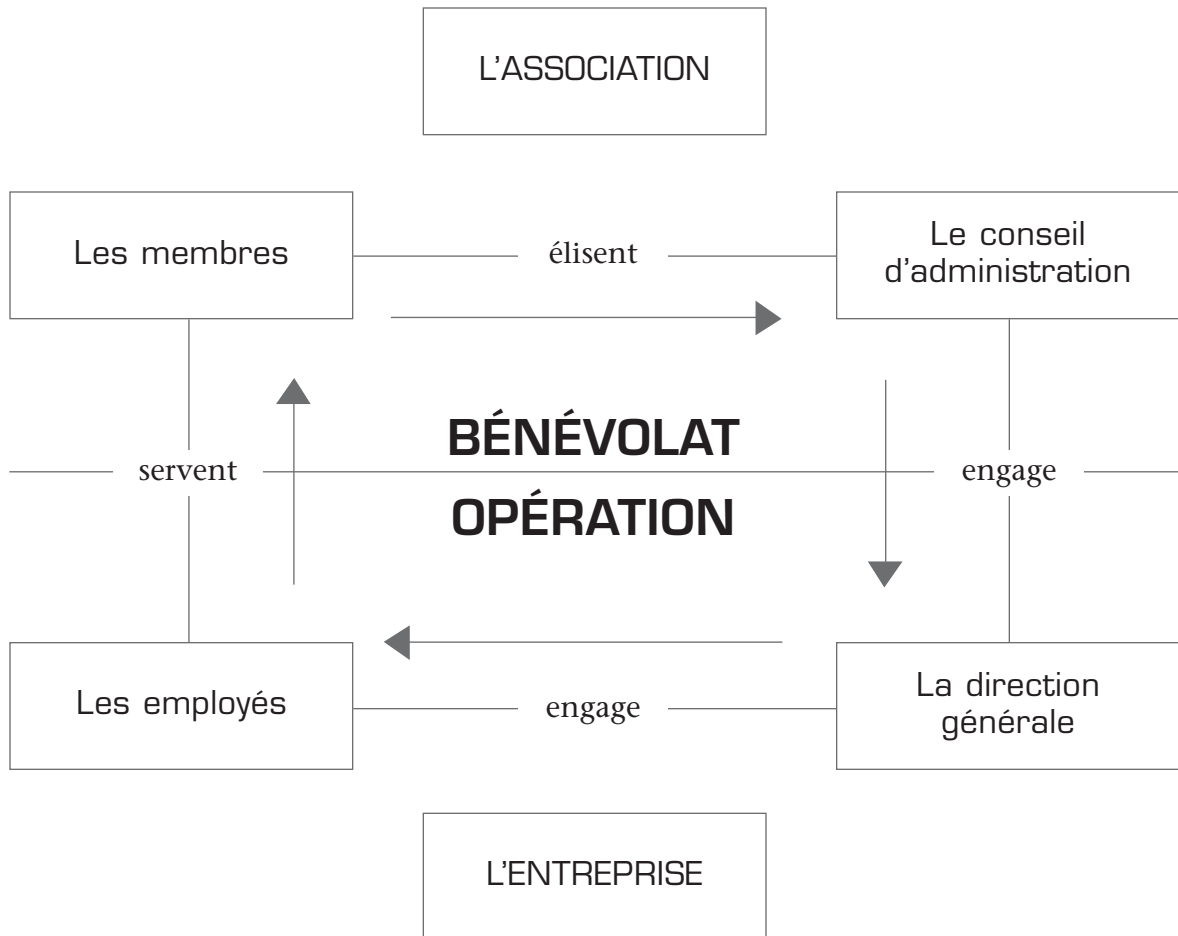 L'ASSOCIATION
Les membres
élisent
Le conseil
d'administration
BÉNÉVOLAT
servent
engage
OPÉRATION
Les employés
engage
La direction
générale
L'ENTREPRISE